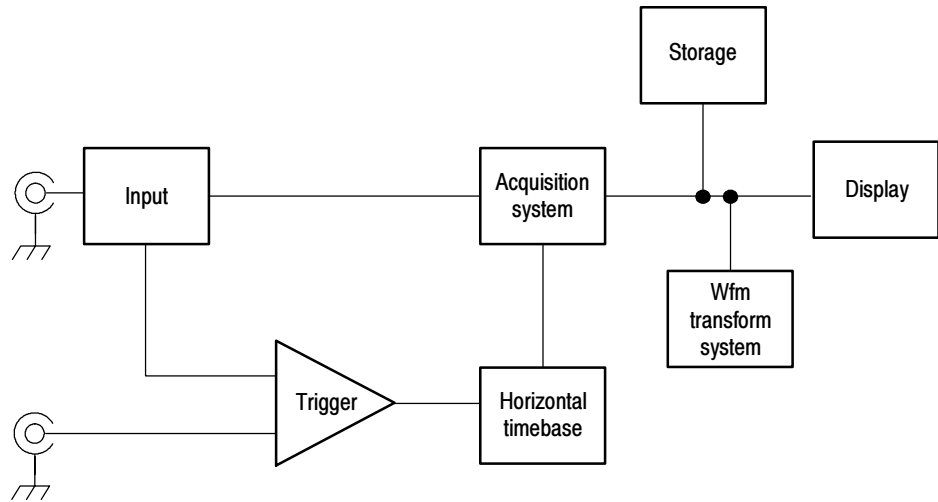 Storage
Input
Acquisition
system
Display
Wfm
transform
system
Trigger
Horizontal
timebase